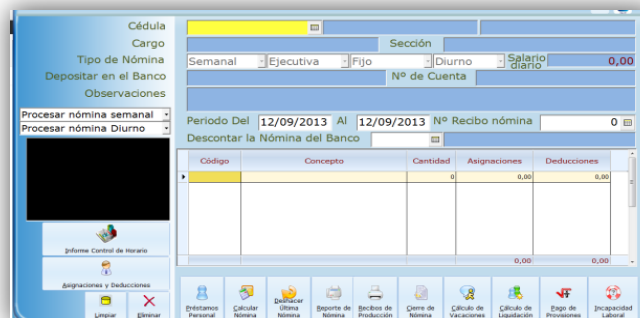 Cédula
Cargo
Sección
Tipo de Nómina
Semanal Ejecutiva Fijo Diurno Salario diario 0,00
Depositar en el Banco
Nº de Cuenta
Observaciones
Procesar nómina semanal
Procesar nómina Diurno
Periodo Del 12/09/2013 Al 12/09/2013 Nº Recibo nómina 0
Descontar la Nómina del Banco
Código Concepto Cantidad Asignaciones Deducciones
0 0,00 0,00
0,00 0,00
Informe Control de Horario
Asignaciones y Deducciones
Limpiar Eliminar
Préstamos Personal
Calcular Nómina
Deshacer Última Nómina
Reporte de Nómina
Recibos de Producción
Cierre de Nómina
Cálculo de Vacaciones
Cálculo de Liquidación
Pago de Provisiones
Incapacidad Laboral